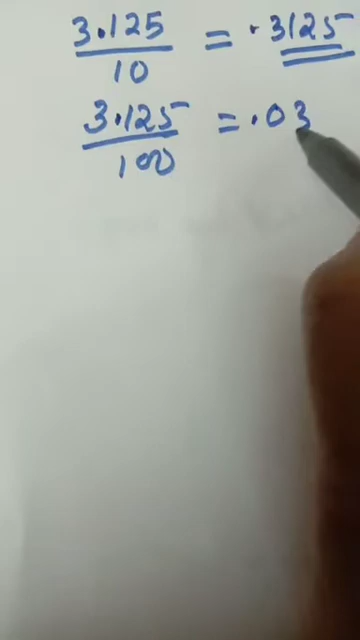 3.125 / 10 = .3125
3.125 / 100 = .03